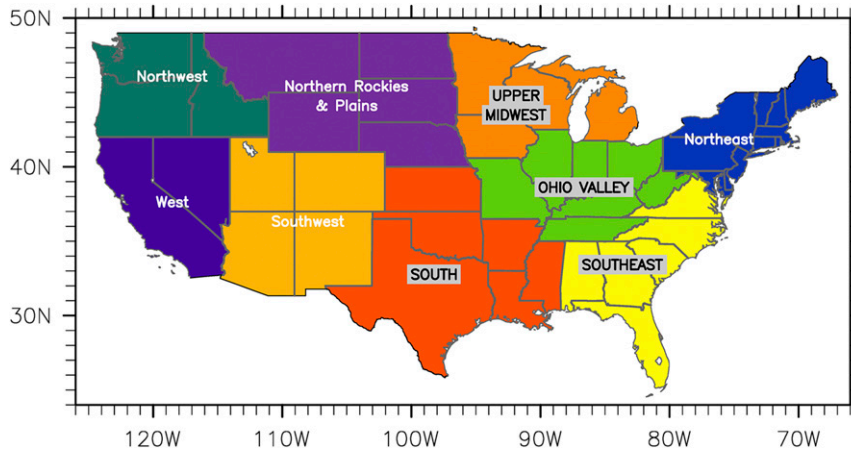 50N
Northwest
Northern Rockies
& Plains
UPPER
MIDWEST
Northeast
40N
OHIO VALLEY
West
Southwest
SOUTH
SOUTHEAST
30N
120W
110W
100W
90W
80W
70W